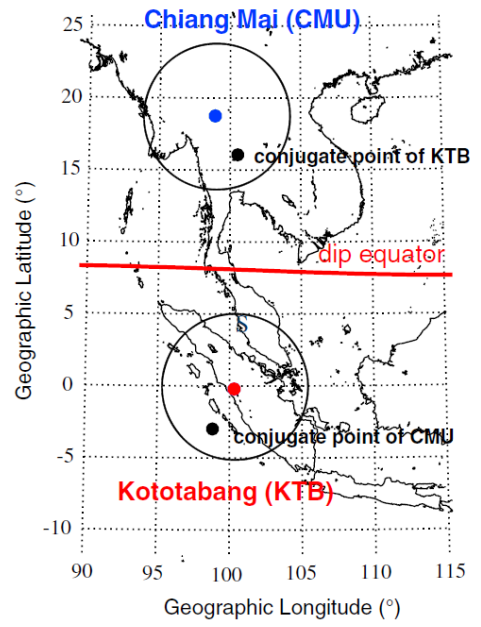 Chiang Mai (CMU)
25
20
conjugate point of KTB
15
10
dip equator
5
S
0
conjugate point of CMU
-5
Kototabang (KTB)
-10
90
95
100
105
110
115
Geographic Latitude (°)
Geographic Longitude (°)